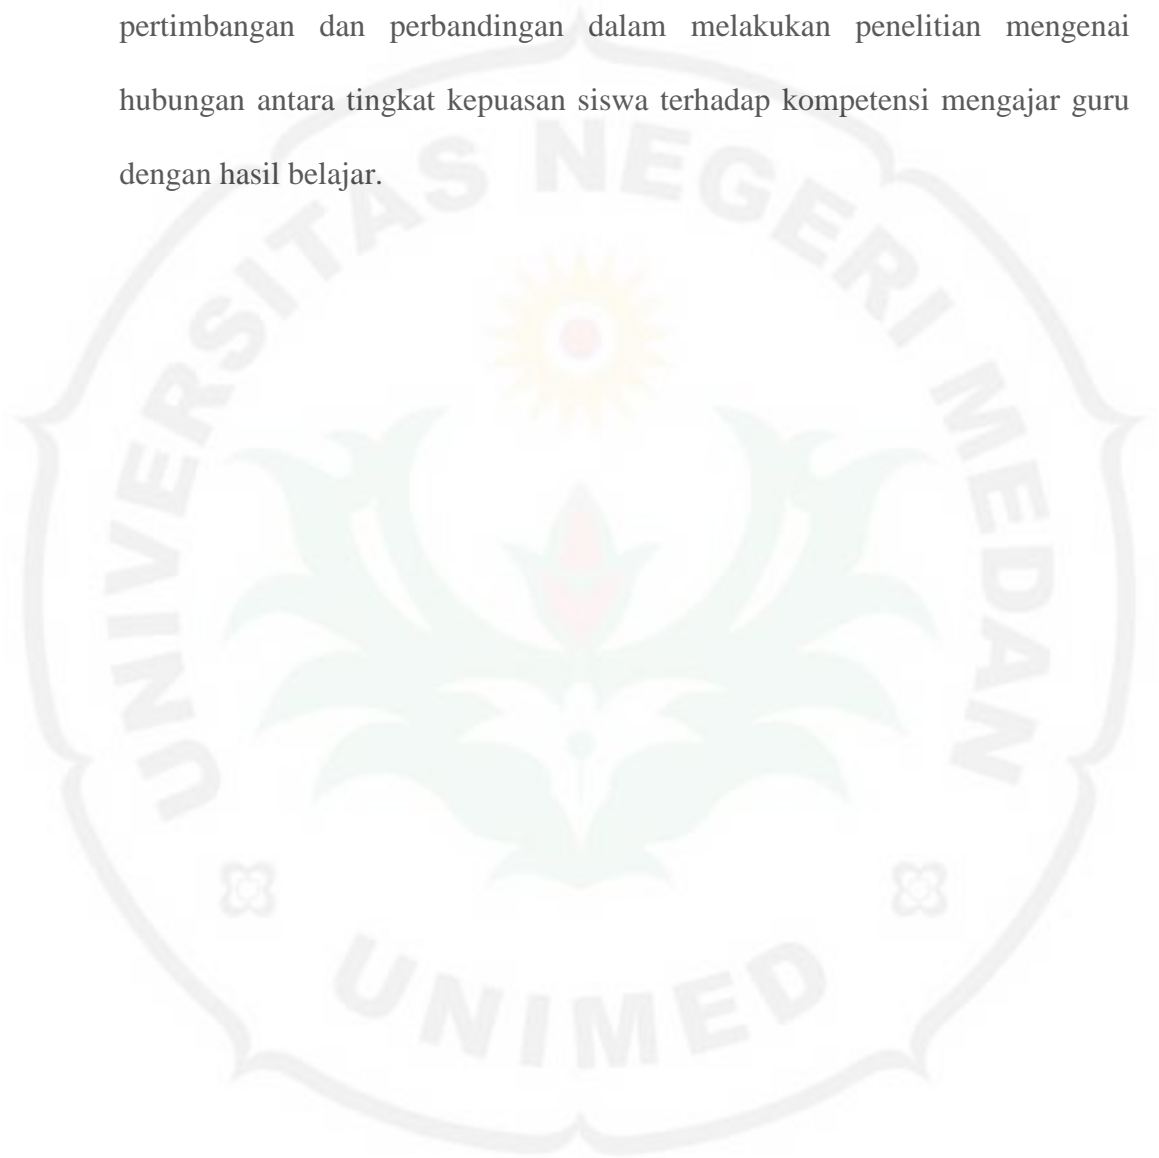 pertimbangan dan perbandingan dalam melakukan penelitian mengenai
hubungan antara tingkat kepuasan siswa terhadap kompetensi mengajar guru
dengan hasil belajar.
UNIVERSITAS NEGERI MEDAN
UNIMED